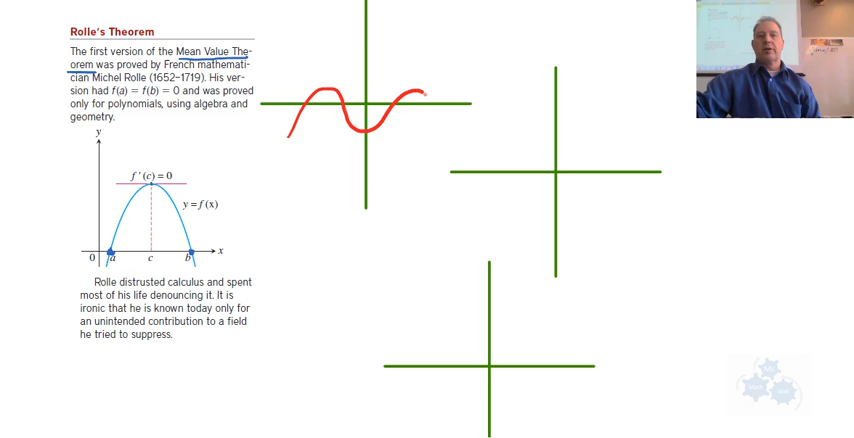 Rolle's Theorem
The first version of the Mean Value The-
orem was proved by French mathemati-
cian Michel Rolle (1652–1719). His ver-
sion had f(a) = f(b) = 0 and was proved
only for polynomials, using algebra and
geometry.
y
f′(c) = 0
y = f(x)
0 a c b x
Rolle distrusted calculus and spent
most of his life denouncing it. It is
ironic that he is known today only for
an unintended contribution to a field
he tried to suppress.